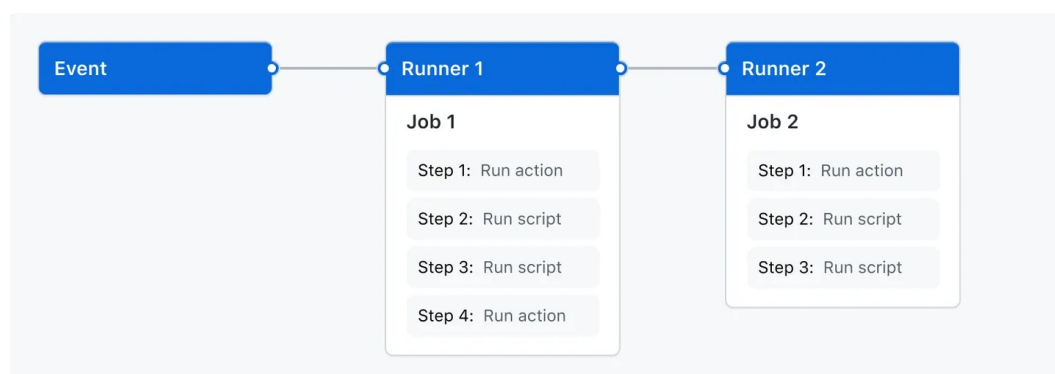 Event
Runner 1
Job 1
Step 1: Run action
Step 2: Run script
Step 3: Run script
Step 4: Run action
Runner 2
Job 2
Step 1: Run action
Step 2: Run script
Step 3: Run script